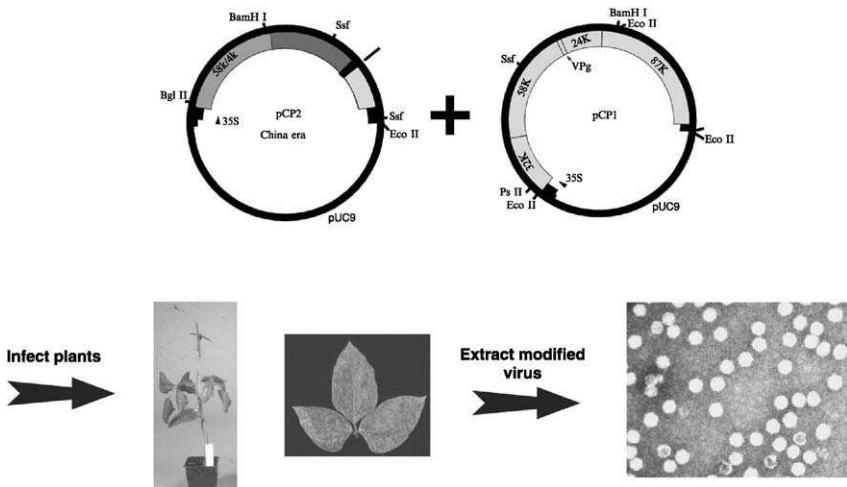 BamH I
Ssf
58k/4k
Bgl II
35S
pCP2
China era
Ssf
Eco II
pUC9
BamH I
Eco II
24K
VPg
87K
Ssf
58K
pCP1
32K
35S
Ps II
Eco II
Eco II
pUC9
Infect plants
Extract modified
virus